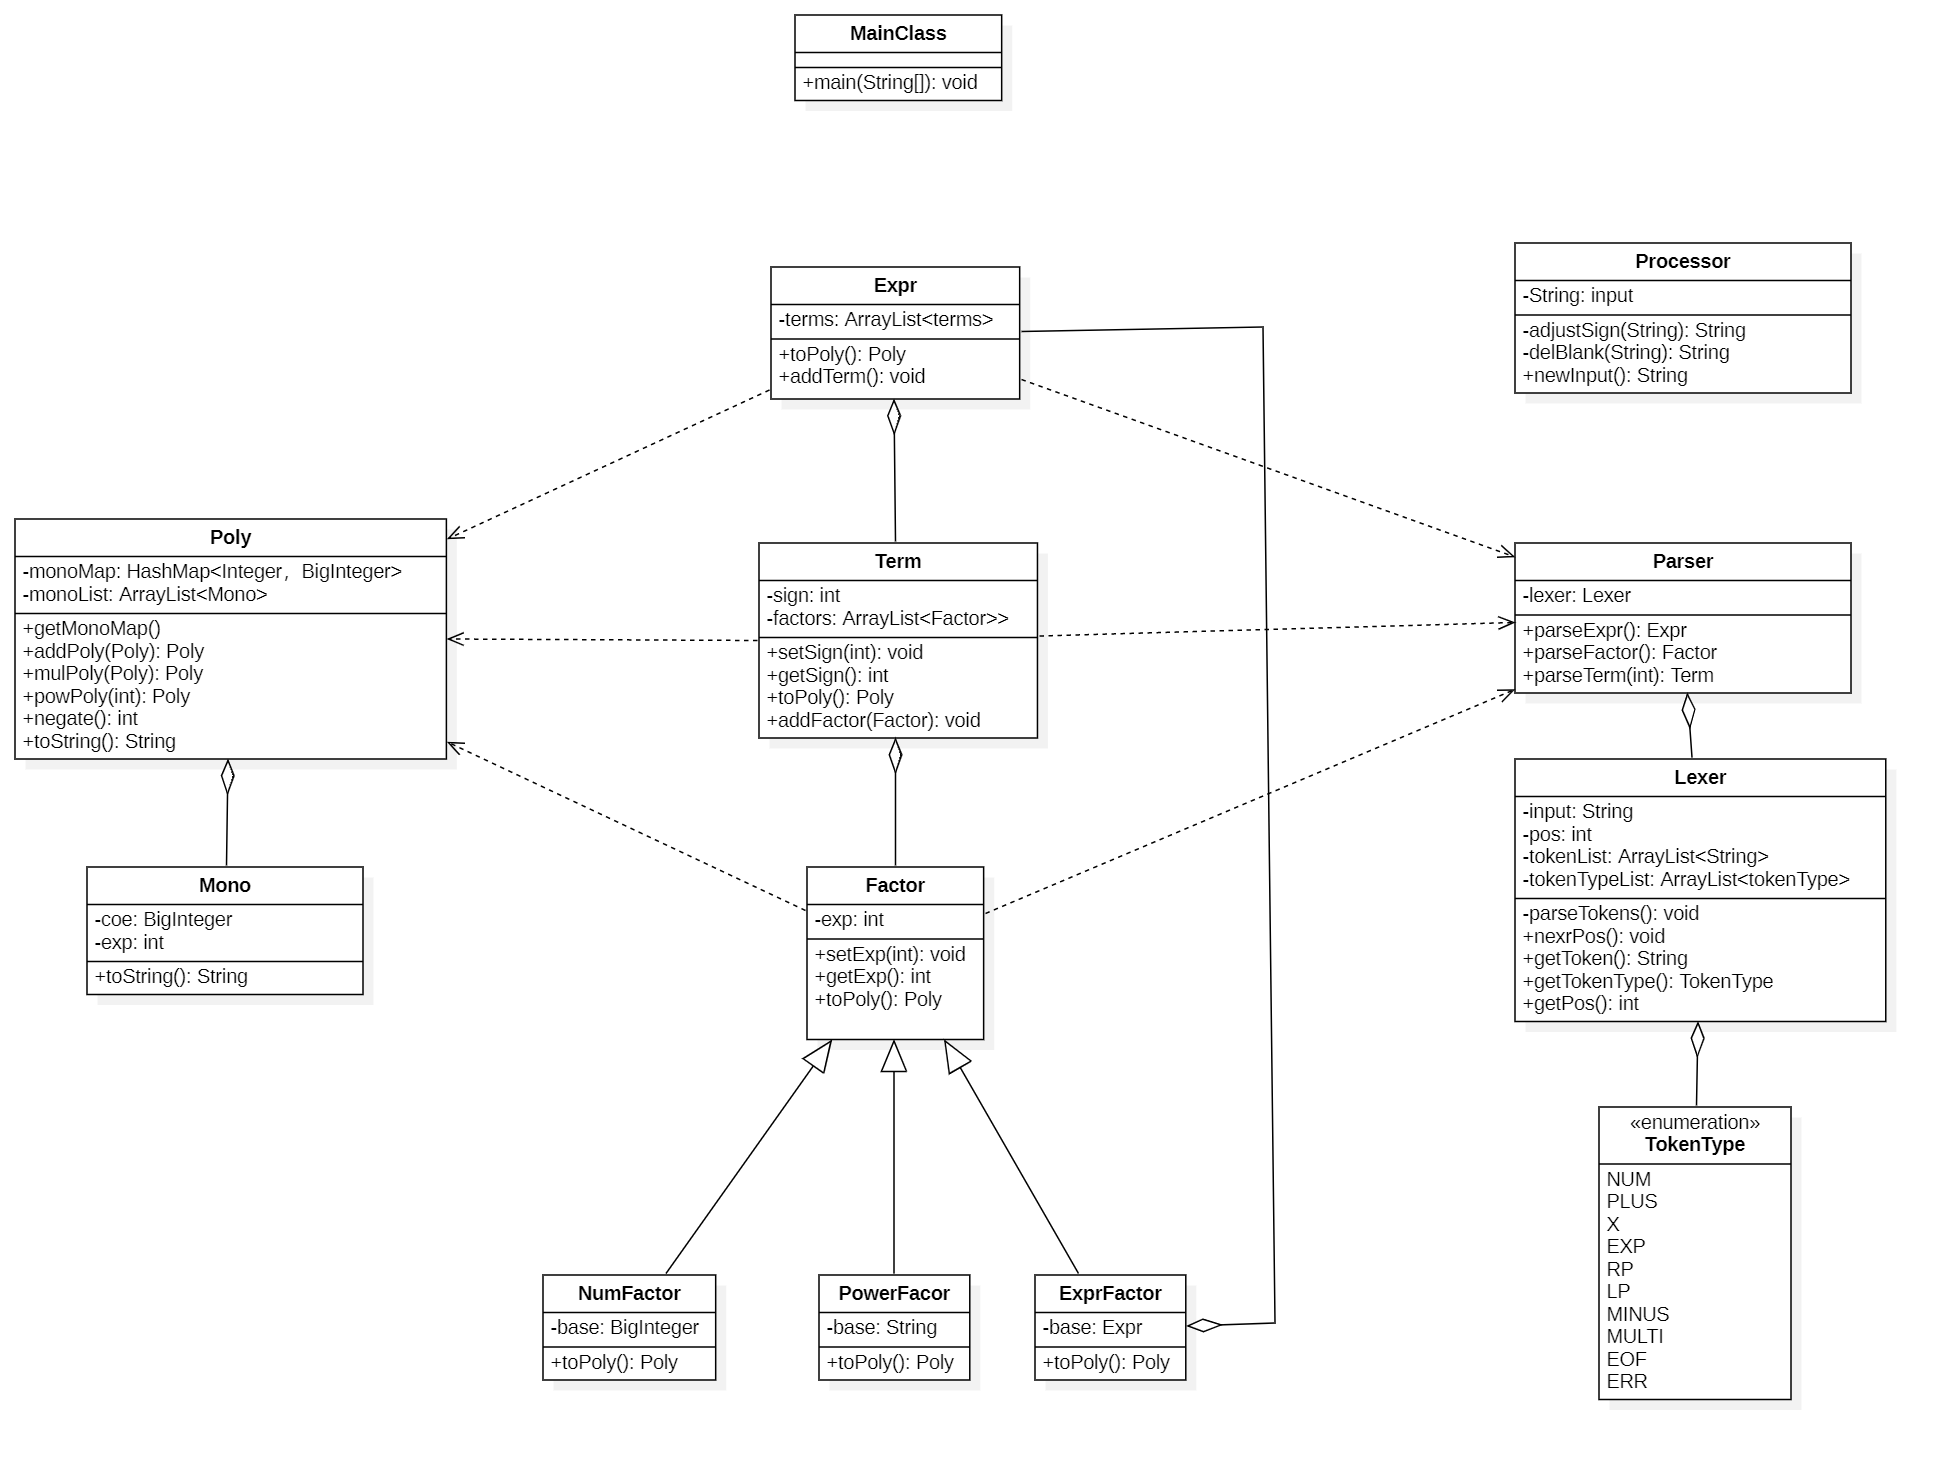 MainClass
+main(String[]): void
Expr
-terms: ArrayList<terms>
+toPoly(): Poly
+addTerm(): void
Processor
-String: input
-adjustSign(String): String
-delBlank(String): String
+newInput(): String
Poly
-monoMap: HashMap<Integer，BigInteger>
-monoList: ArrayList<Mono>
+getMonoMap()
+addPoly(Poly): Poly
+mulPoly(Poly): Poly
+powPoly(int): Poly
+negate(): int
+toString(): String
Term
-sign: int
-factors: ArrayList<Factor>>
+setSign(int): void
+getSign(): int
+toPoly(): Poly
+addFactor(Factor): void
Parser
-lexer: Lexer
+parseExpr(): Expr
+parseFactor(): Factor
+parseTerm(int): Term
Lexer
-input: String
-pos: int
-tokenList: ArrayList<String>
-tokenTypeList: ArrayList<tokenType>
-parseTokens(): void
+nexrPos(): void
+getToken(): String
+getTokenType(): TokenType
+getPos(): int
Mono
-coe: BigInteger
-exp: int
+toString(): String
Factor
-exp: int
+setExp(int): void
+getExp(): int
+toPoly(): Poly
«enumeration»
TokenType
NUM
PLUS
X
EXP
RP
LP
MINUS
MULTI
EOF
ERR
NumFactor
-base: BigInteger
+toPoly(): Poly
PowerFacor
-base: String
+toPoly(): Poly
ExprFactor
-base: Expr
+toPoly(): Poly